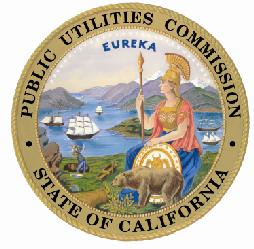 PUBLIC UTILITIES COMMISSION
EUREKA
STATE OF CALIFORNIA